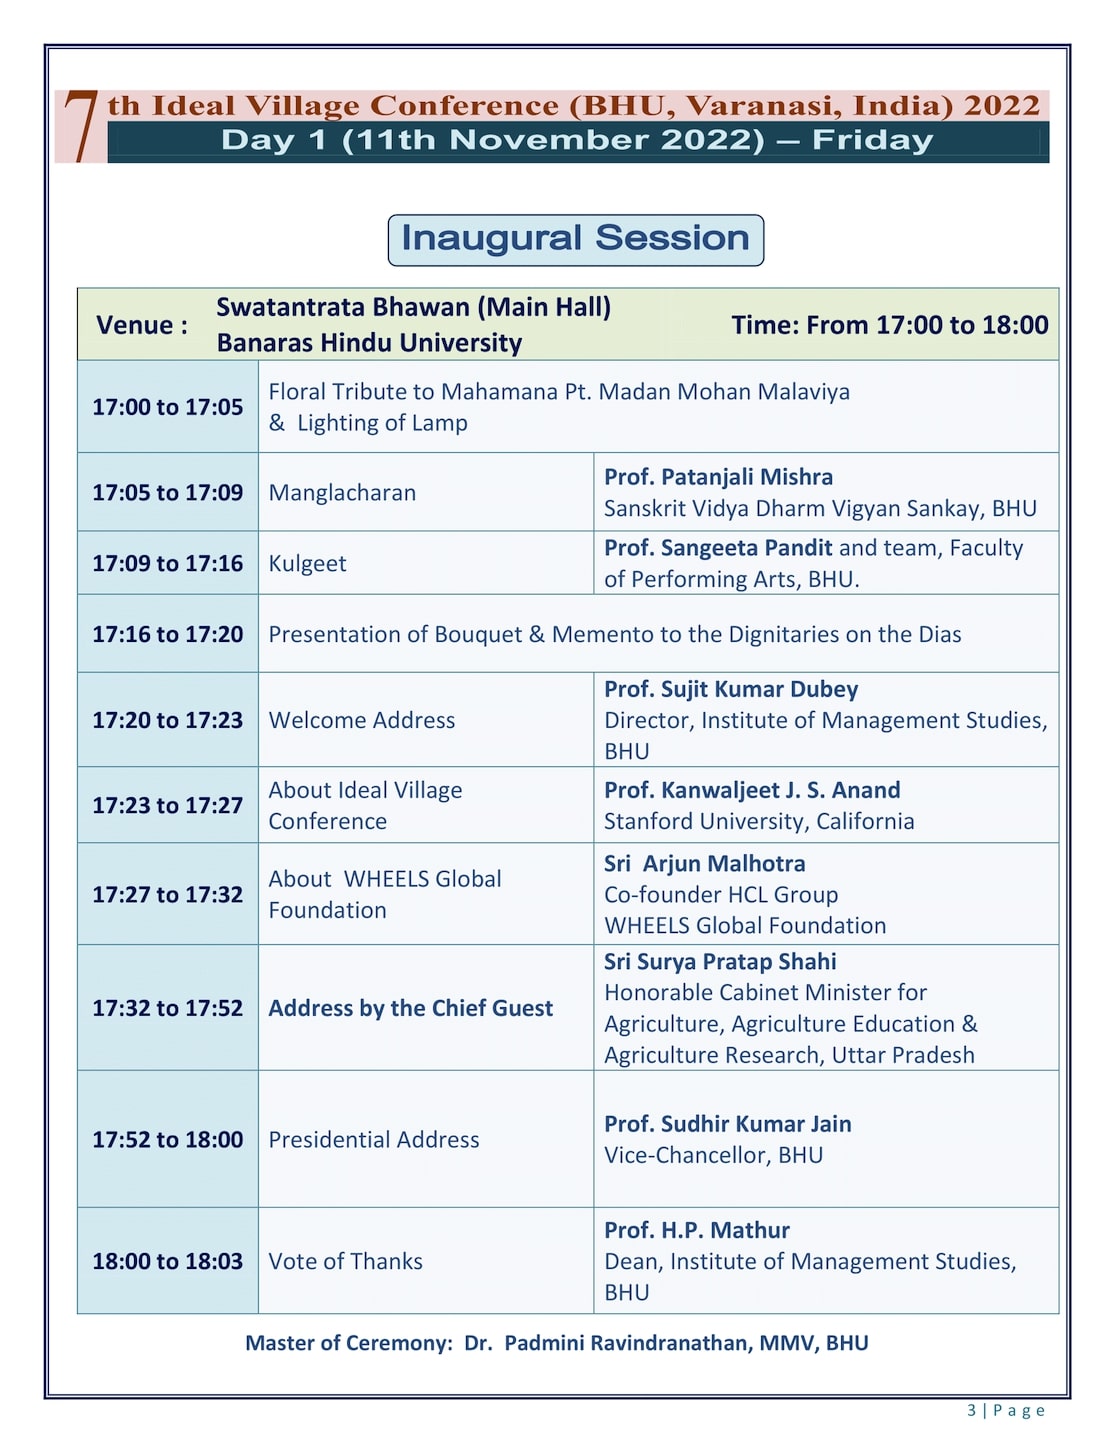 7th Ideal Village Conference (BHU, Varanasi, India) 2022
Day 1 (11th November 2022) – Friday
Inaugural Session
Venue :
Swatantrata Bhawan (Main Hall)
Banaras Hindu University
Time: From 17:00 to 18:00
17:00 to 17:05
Floral Tribute to Mahamana Pt. Madan Mohan Malaviya
& Lighting of Lamp
17:05 to 17:09
Manglacharan
Prof. Patanjali Mishra
Sanskrit Vidya Dharm Vigyan Sankay, BHU
17:09 to 17:16
Kulgeet
Prof. Sangeeta Pandit and team, Faculty
of Performing Arts, BHU.
17:16 to 17:20
Presentation of Bouquet & Memento to the Dignitaries on the Dias
17:20 to 17:23
Welcome Address
Prof. Sujit Kumar Dubey
Director, Institute of Management Studies,
BHU
17:23 to 17:27
About Ideal Village
Conference
Prof. Kanwaljeet J. S. Anand
Stanford University, California
17:27 to 17:32
About WHEELS Global
Foundation
Sri Arjun Malhotra
Co-founder HCL Group
WHEELS Global Foundation
17:32 to 17:52
Address by the Chief Guest
Sri Surya Pratap Shahi
Honorable Cabinet Minister for
Agriculture, Agriculture Education &
Agriculture Research, Uttar Pradesh
17:52 to 18:00
Presidential Address
Prof. Sudhir Kumar Jain
Vice-Chancellor, BHU
18:00 to 18:03
Vote of Thanks
Prof. H.P. Mathur
Dean, Institute of Management Studies,
BHU
Master of Ceremony: Dr. Padmini Ravindranathan, MMV, BHU
3 | P a g e